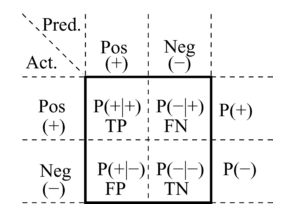 Pred.
Pos Neg
(+) (−)
Act.
Pos P(+|+) P(−|+) P(+)
(+) TP FN
Neg P(+|−) P(−|−) P(−)
(−) FP TN